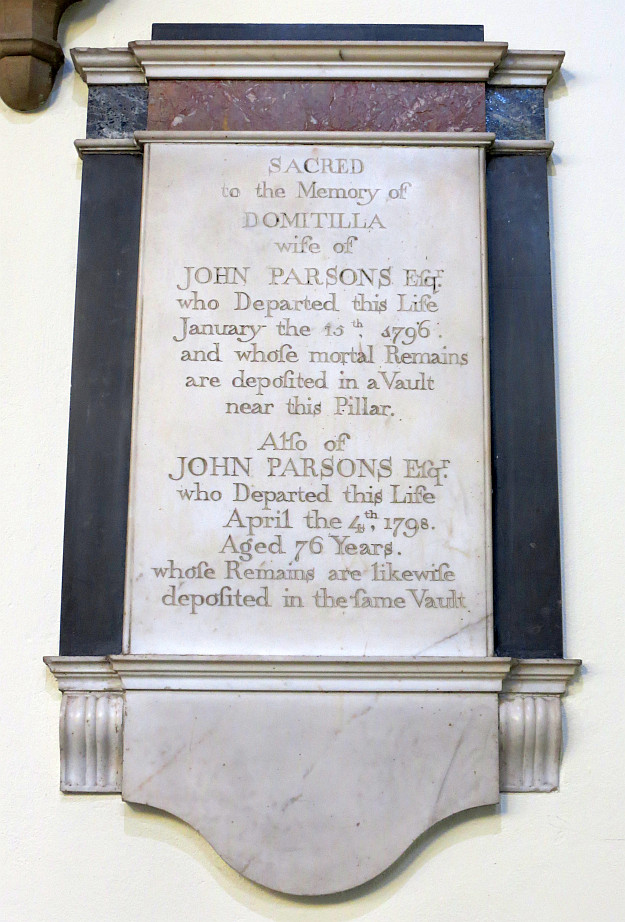 SACRED
to the Memory of
DOMITILLA
wife of
JOHN PARSONS Eſqr.
who Departed this Life
January the 15th. 1796.
and whoſe mortal Remains
are depoſited in a Vault
near this Pillar.
Alſo of
JOHN PARSONS Eſqr.
who Departed this Life
April the 4th, 1798.
Aged 76 Years.
whoſe Remains are likewiſe
depoſited in the ſame Vault